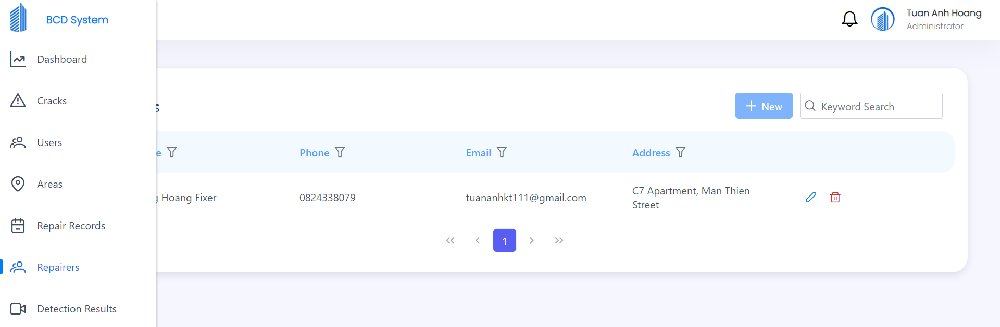 BCD System
Tuan Anh Hoang
Administrator
Dashboard
Cracks
Users
Areas
Repair Records
Repairers
Detection Results
s
New
Keyword Search
e
Phone
Email
Address
g Hoang Fixer
0824338079
tuananhkt111@gmail.com
C7 Apartment, Man Thien
Street
1